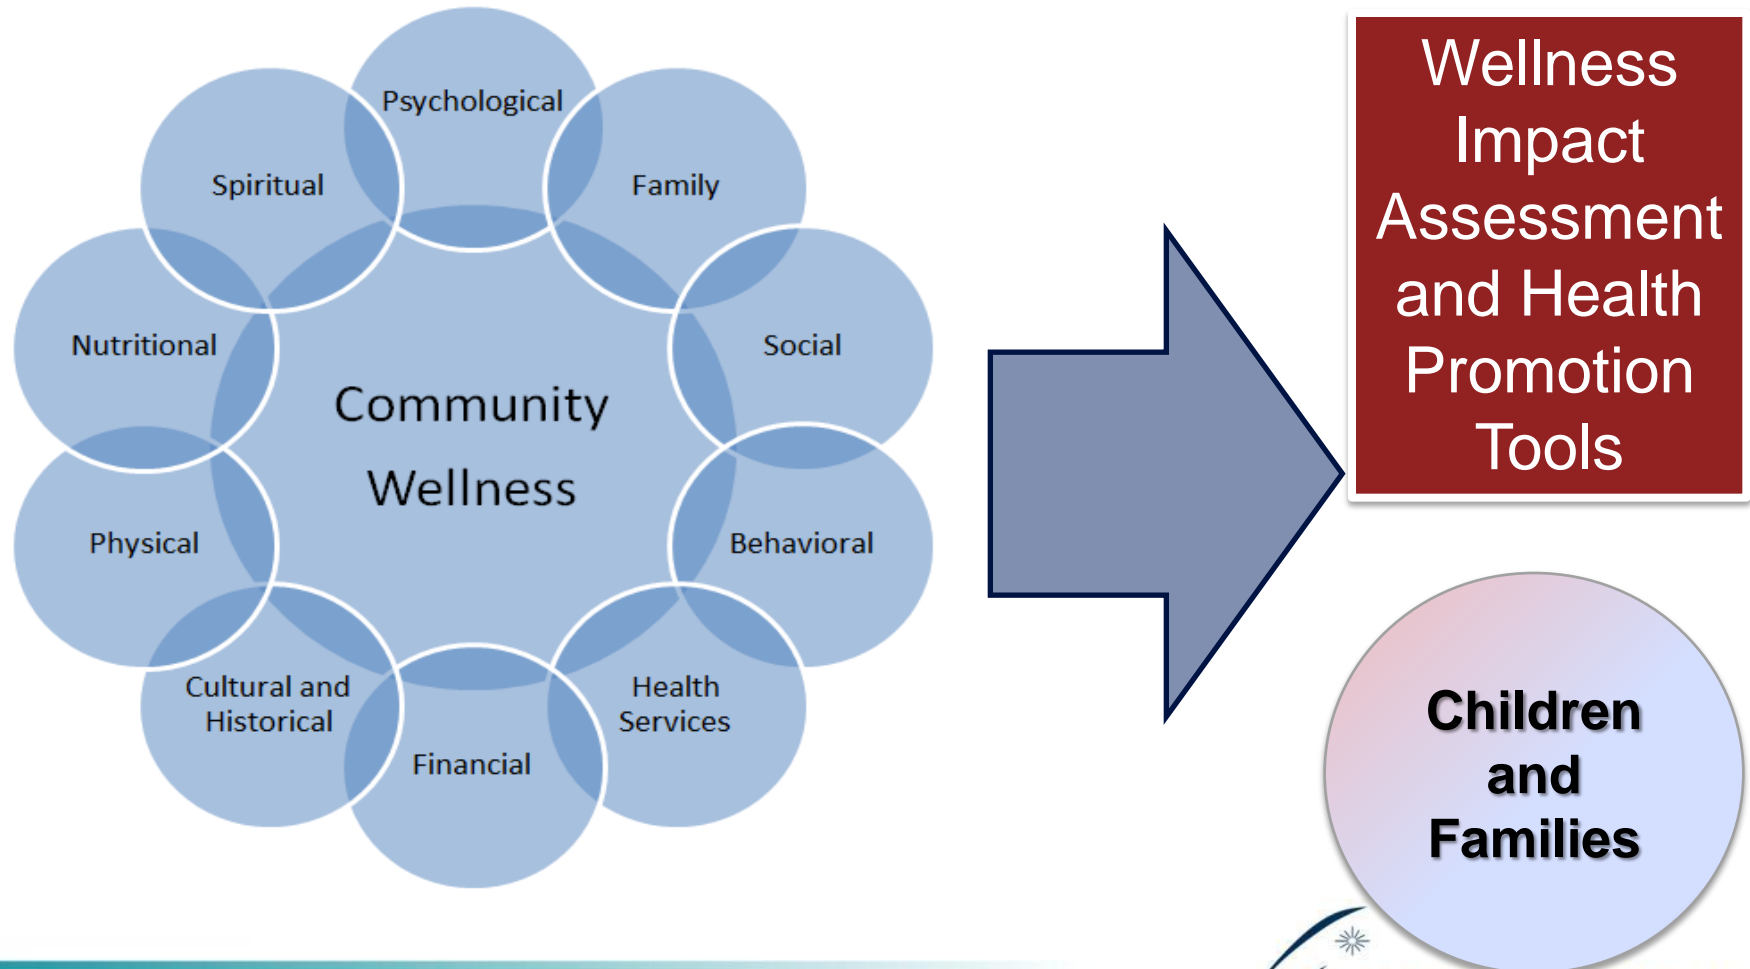 Psychological
Spiritual
Family
Nutritional
Social
Community
Wellness
Physical
Behavioral
Cultural and
Historical
Health
Services
Financial
Wellness
Impact
Assessment
and Health
Promotion
Tools
Children
and
Families